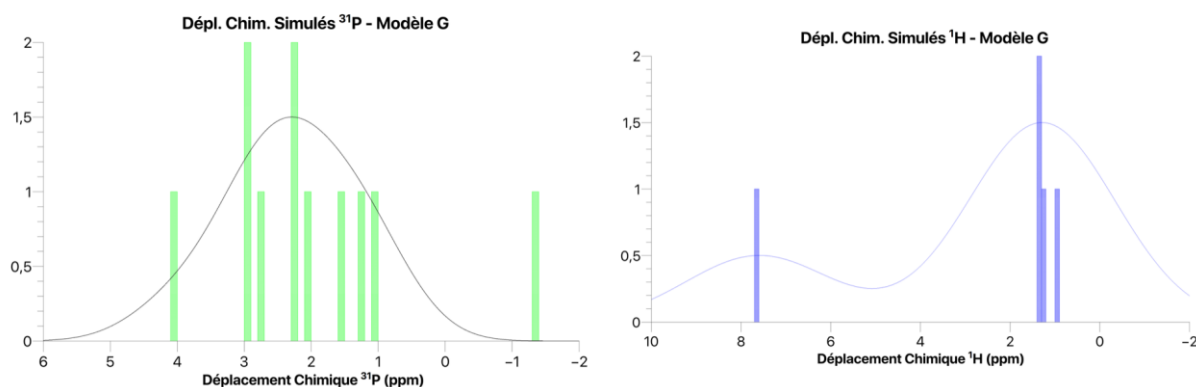 Dépl. Chim. Simulés ³¹P - Modèle G
2
1,5
1
0,5
0
6 5 4 3 2 1 0 −1 −2
Déplacement Chimique ³¹P (ppm)
Dépl. Chim. Simulés ¹H - Modèle G
2
1,5
1
0,5
0
10 8 6 4 2 0 −2
Déplacement Chimique ¹H (ppm)